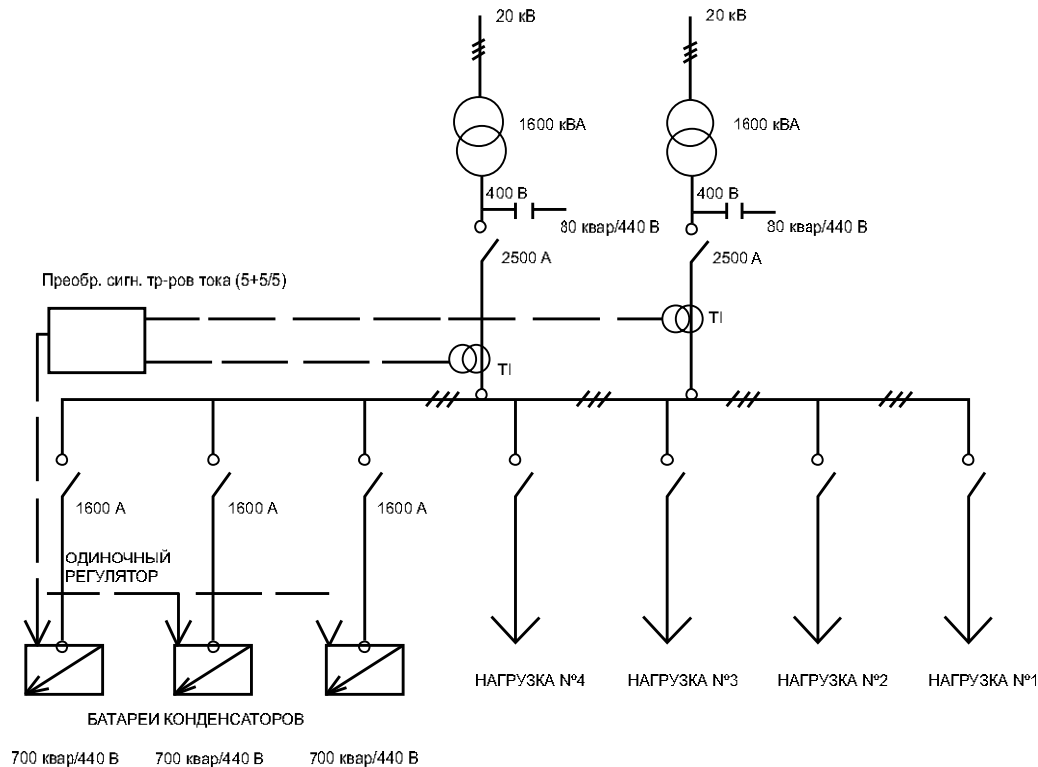 20 кВ
20 кВ
1600 кВА
1600 кВА
400 В
400 В
80 квар/440 В
80 квар/440 В
2500 А
2500 А
Преобр. сигн. тр-ров тока (5+5/5)
TI
TI
1600 А
1600 А
1600 А
ОДИНОЧНЫЙ
РЕГУЛЯТОР
НАГРУЗКА №4
НАГРУЗКА №3
НАГРУЗКА №2
НАГРУЗКА №1
БАТАРЕИ КОНДЕНСАТОРОВ
700 квар/440 В
700 квар/440 В
700 квар/440 В